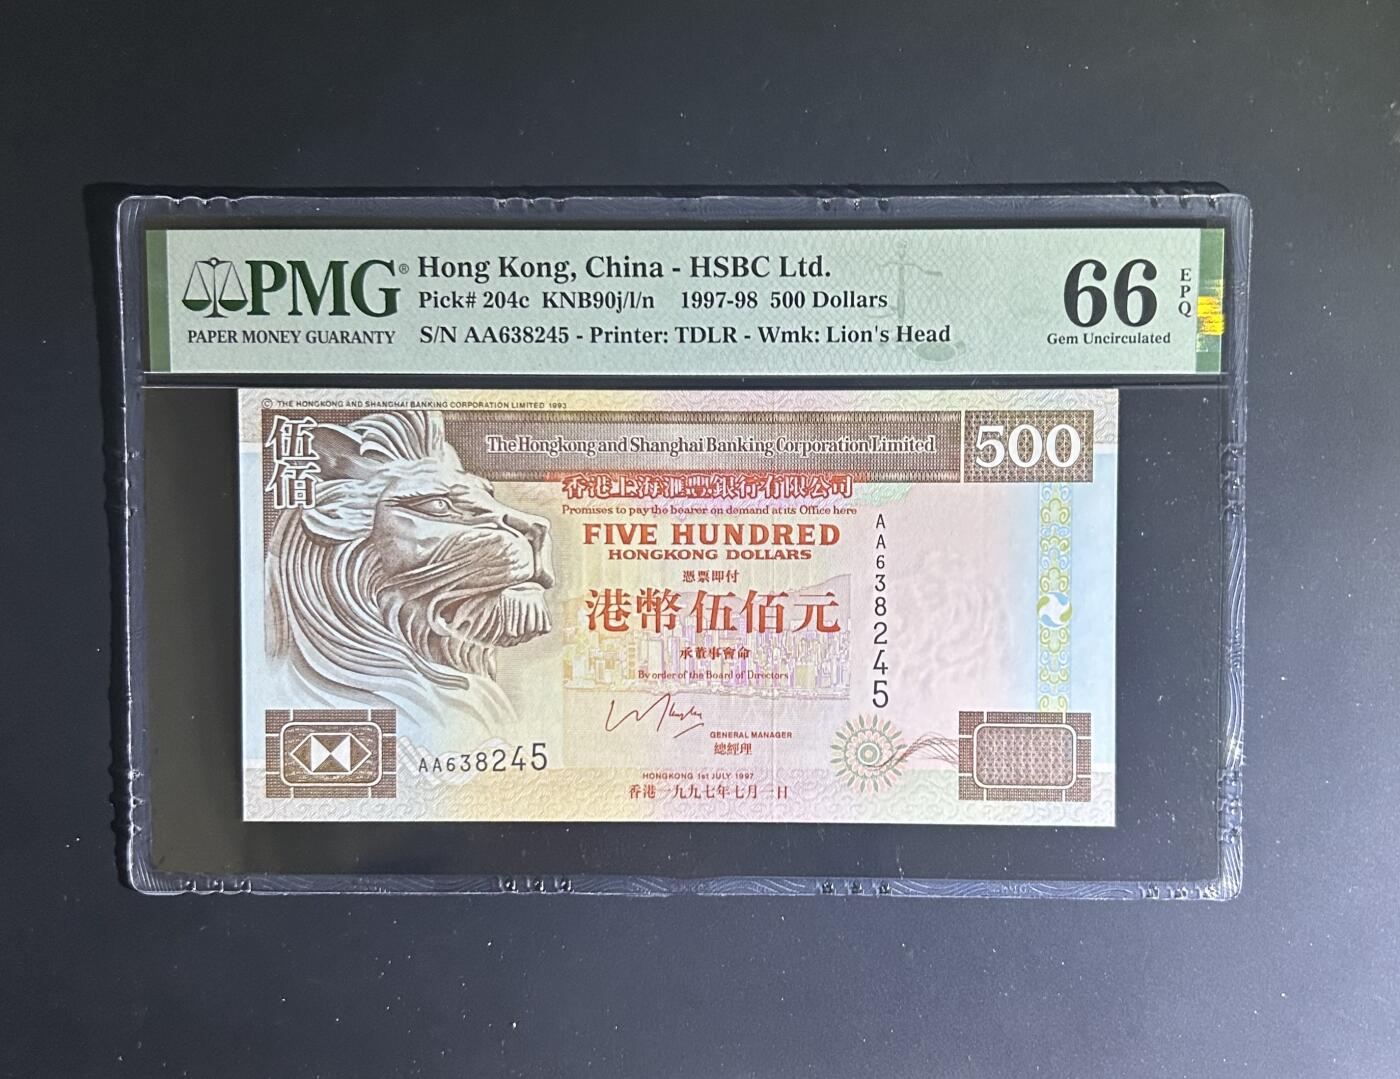 PMG®
PAPER MONEY GUARANTY
Hong Kong, China - HSBC Ltd.
Pick# 204c KNB90j/l/n 1997-98 500 Dollars
S/N AA638245 - Printer: TDLR - Wmk: Lion's Head
66
EPQ
Gem Uncirculated
© THE HONGKONG AND SHANGHAI BANKING CORPORATION LIMITED 1993
伍佰
The Hongkong and Shanghai Banking Corporation Limited
500
香港上海滙豐銀行有限公司
Promises to pay the bearer on demand at its Office here
FIVE HUNDRED
HONGKONG DOLLARS
憑票即付
港幣伍佰元
承董事會命
By order of the Board of Directors
AA638245
GENERAL MANAGER
總經理
AA638245
HONGKONG 1st JULY 1997
香港一九九七年七月一日